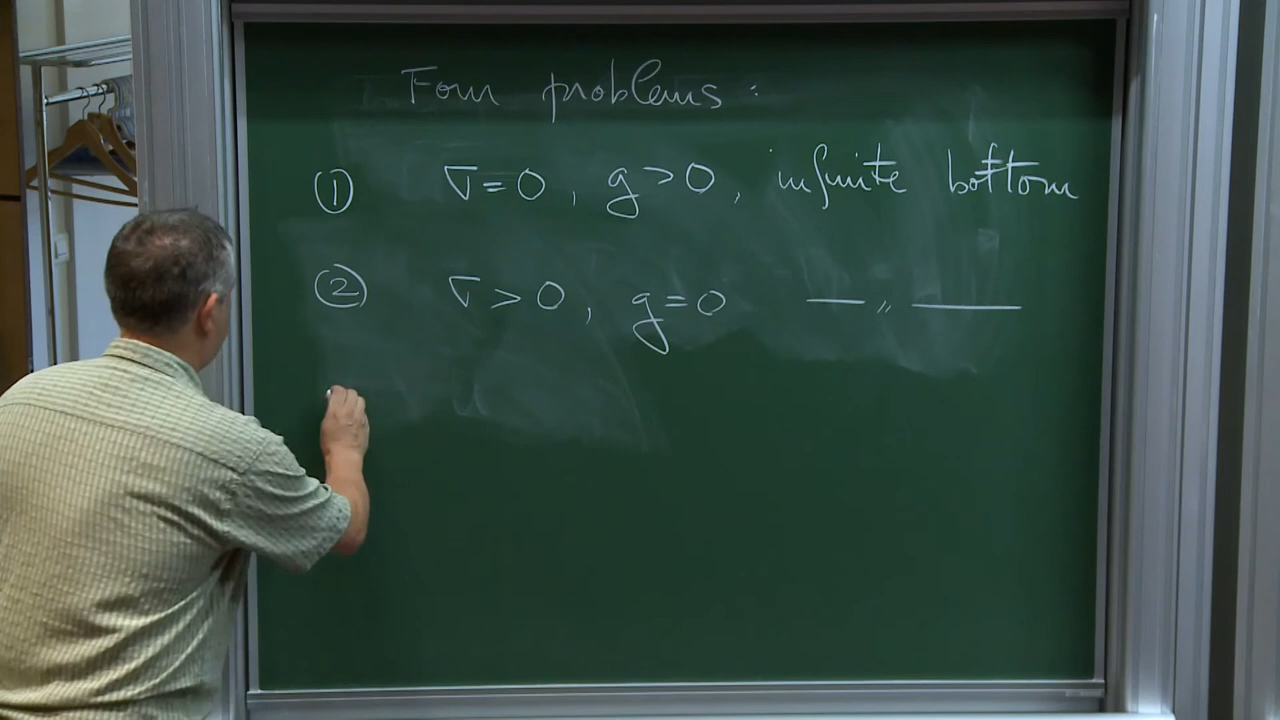 Four problems :
① σ = 0 , g > 0 , infinite bottom
② σ > 0 , g = 0 — „ —